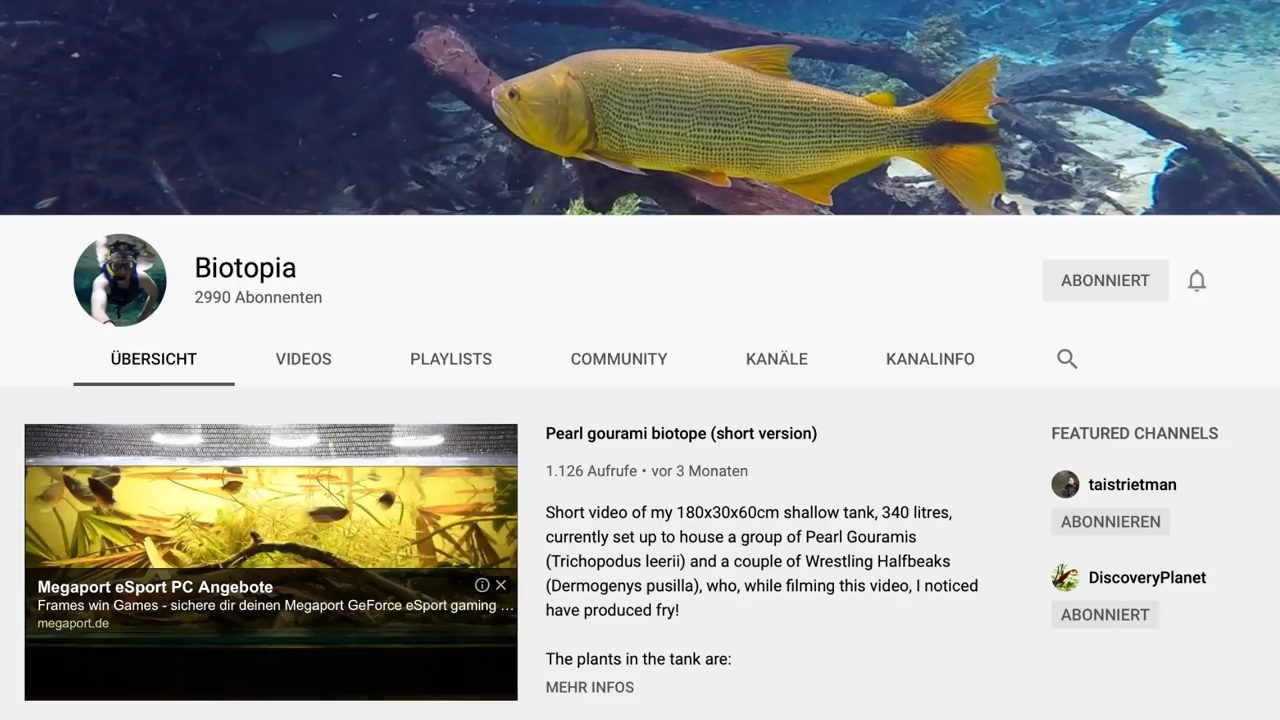 Biotopia
2990 Abonnenten
ABONNIERT
ÜBERSICHT
VIDEOS
PLAYLISTS
COMMUNITY
KANÄLE
KANALINFO
Megaport eSport PC Angebote
Frames win Games - sichere dir deinen Megaport GeForce eSport gaming ...
megaport.de
Pearl gourami biotope (short version)
1.126 Aufrufe • vor 3 Monaten
Short video of my 180x30x60cm shallow tank, 340 litres,
currently set up to house a group of Pearl Gouramis
(Trichopodus leerii) and a couple of Wrestling Halfbeaks
(Dermogenys pusilla), who, while filming this video, I noticed
have produced fry!
The plants in the tank are:
MEHR INFOS
FEATURED CHANNELS
taistrietman
ABONNIEREN
DiscoveryPlanet
ABONNIERT